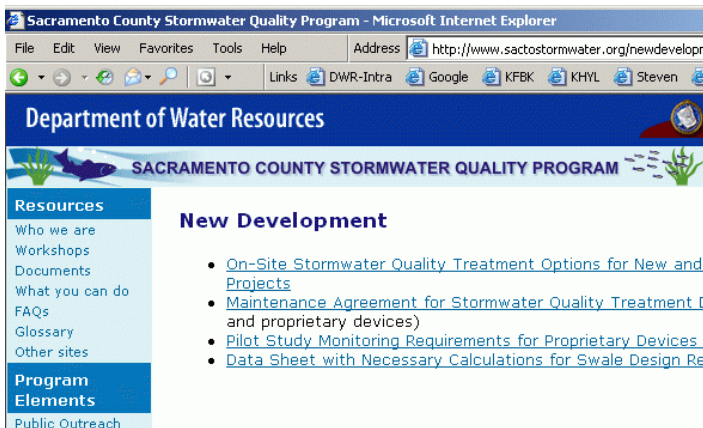 Sacramento County Stormwater Quality Program - Microsoft Internet Explorer
File Edit View Favorites Tools Help Address http://www.sactostormwater.org/newdevelopr
Links DWR-Intra Google KFBK KHYL Steven
Department of Water Resources
SACRAMENTO COUNTY STORMWATER QUALITY PROGRAM
Resources
Who we are
Workshops
Documents
What you can do
FAQs
Glossary
Other sites
Program
Elements
Public Outreach
New Development
On-Site Stormwater Quality Treatment Options for New and
Projects
Maintenance Agreement for Stormwater Quality Treatment D
and proprietary devices)
Pilot Study Monitoring Requirements for Proprietary Devices
Data Sheet with Necessary Calculations for Swale Design Re